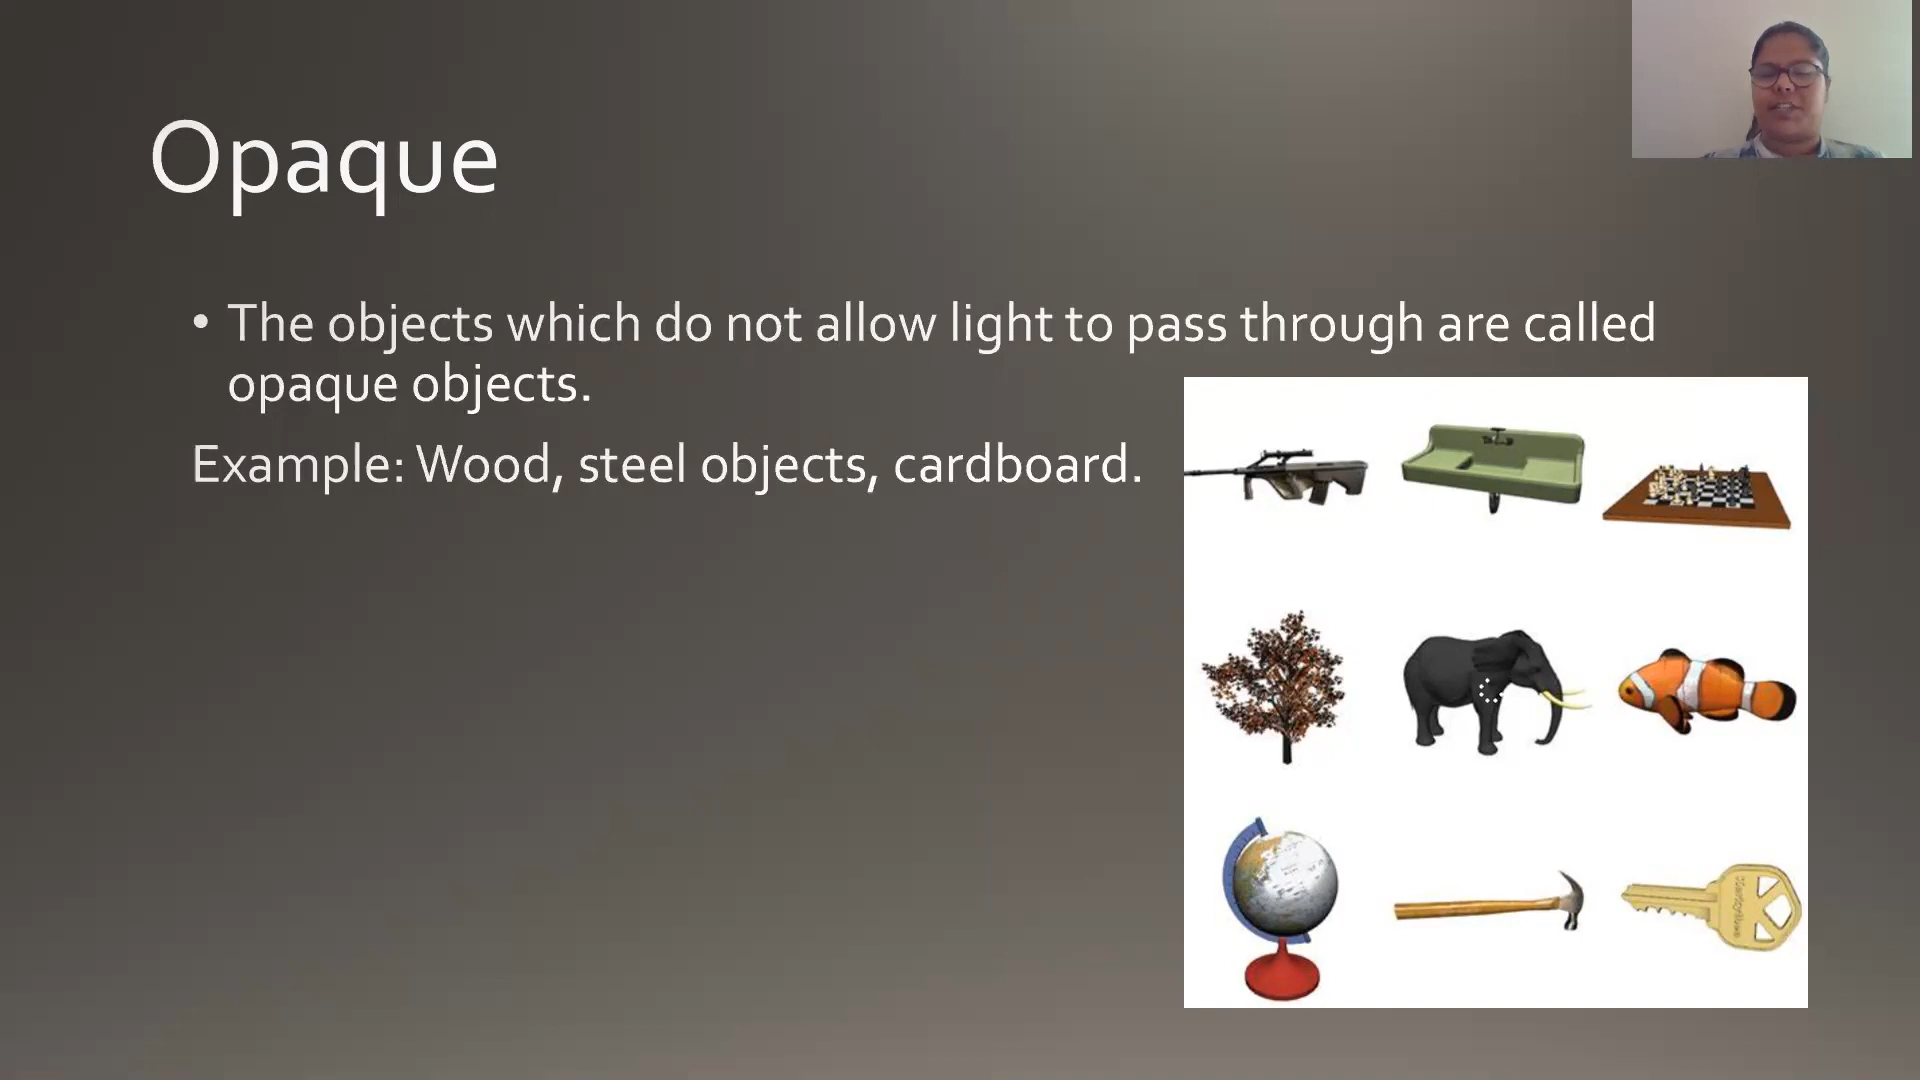 Opaque
• The objects which do not allow light to pass through are called
opaque objects.
Example: Wood, steel objects, cardboard.